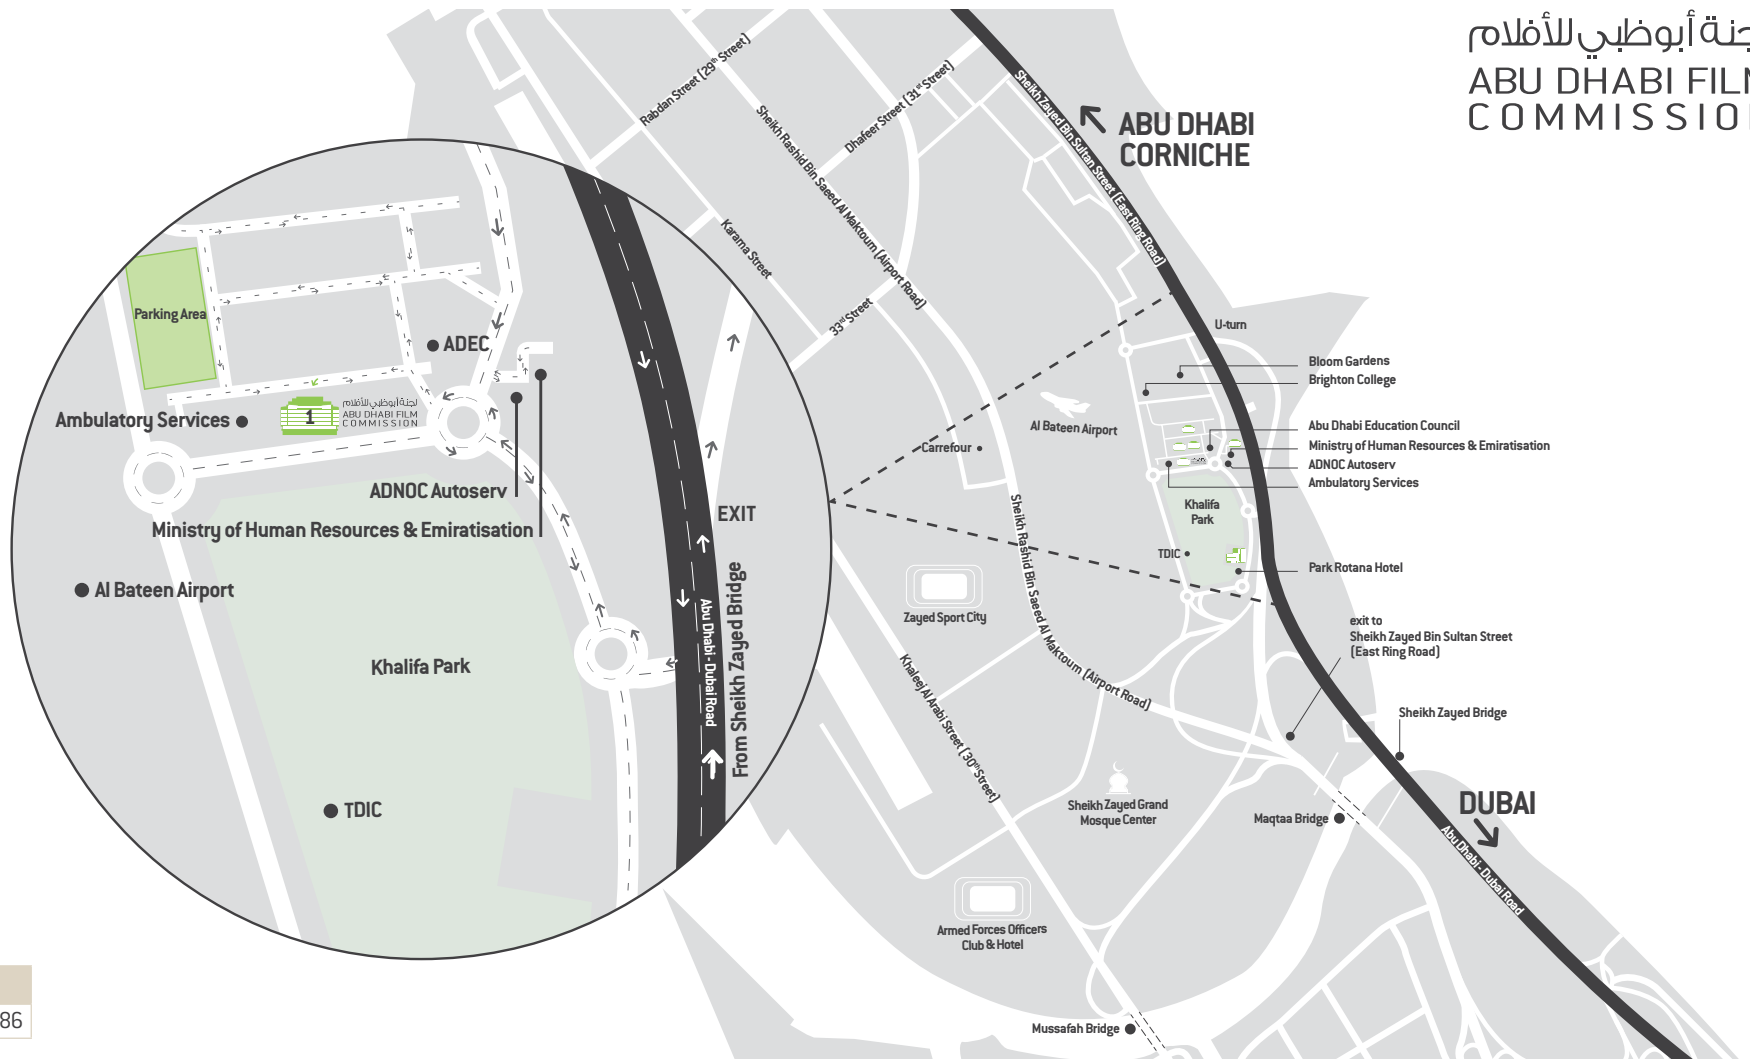 لجنة أبوظبي للأفلام
ABU DHABI FILM
COMMISSION
ABU DHABI
CORNICHE
Sheikh Zayed Bin Sultan Street (East Ring Road)
Rabdan Street (29th Street)
Sheikh Rashid Bin Saeed Al Maktoum (Airport Road)
Dhafeer Street (31st Street)
Karama Street
33rd Street
U-turn
Bloom Gardens
Brighton College
Al Bateen Airport
Carrefour
Abu Dhabi Education Council
Ministry of Human Resources & Emiratisation
ADNOC Autoserv
Ambulatory Services
Khalifa
Park
TDIC
Park Rotana Hotel
Zayed Sport City
Sheikh Rashid Bin Saeed Al Maktoum (Airport Road)
Khaleej Al Arabi Street (30th Street)
exit to
Sheikh Zayed Bin Sultan Street
(East Ring Road)
Sheikh Zayed Bridge
Sheikh Zayed Grand
Mosque Center
Maqtaa Bridge
DUBAI
Abu Dhabi - Dubai Road
Armed Forces Officers
Club & Hotel
Mussafah Bridge
Parking Area
ADEC
Ambulatory Services
1
لجنة أبوظبي للأفلام
ABU DHABI FILM
COMMISSION
ADNOC Autoserv
Ministry of Human Resources & Emiratisation
EXIT
Al Bateen Airport
Khalifa Park
TDIC
Abu Dhabi - Dubai Road
From Sheikh Zayed Bridge
86